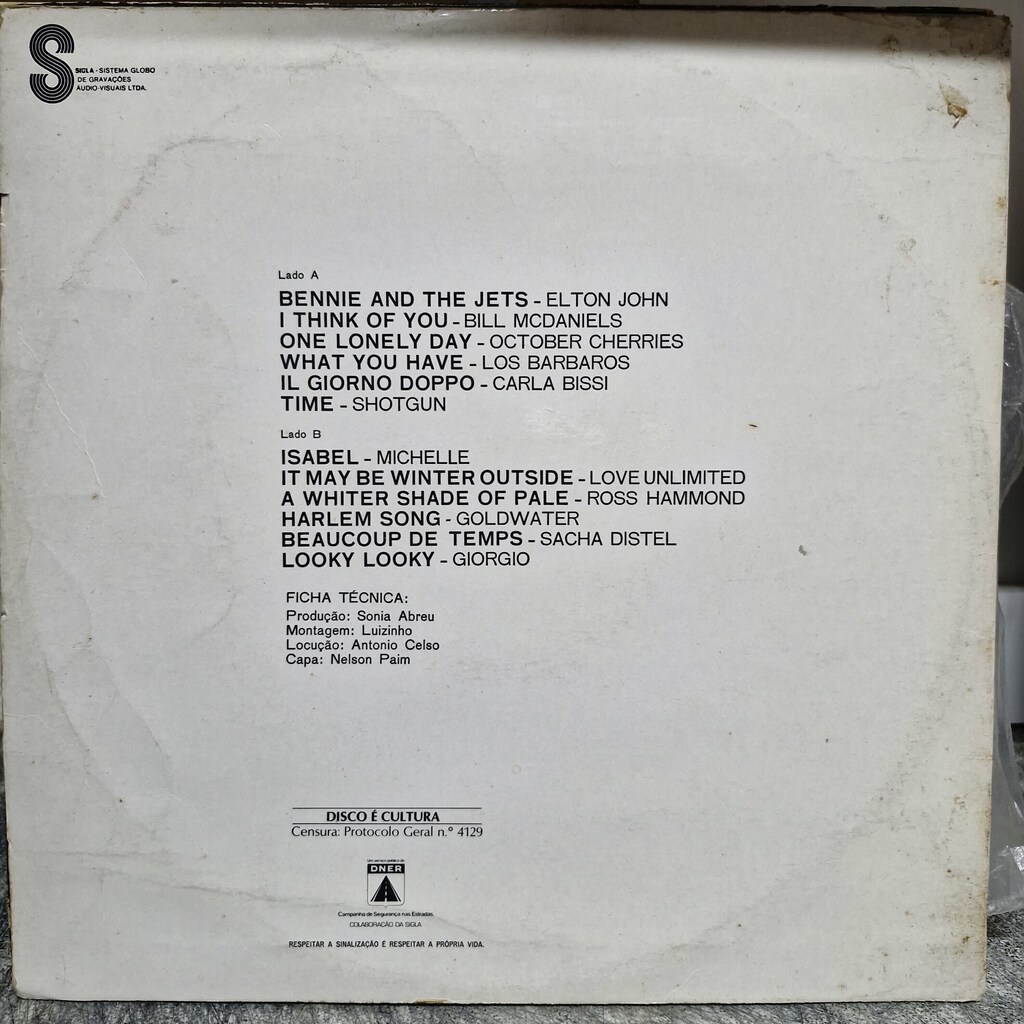 S
SIGLA - SISTEMA GLOBO
DE GRAVAÇÕES
ÁUDIO-VISUAIS LTDA.
Lado A
BENNIE AND THE JETS - ELTON JOHN
I THINK OF YOU - BILL MCDANIELS
ONE LONELY DAY - OCTOBER CHERRIES
WHAT YOU HAVE - LOS BARBAROS
IL GIORNO DOPPO - CARLA BISSI
TIME - SHOTGUN
Lado B
ISABEL - MICHELLE
IT MAY BE WINTER OUTSIDE - LOVE UNLIMITED
A WHITER SHADE OF PALE - ROSS HAMMOND
HARLEM SONG - GOLDWATER
BEAUCOUP DE TEMPS - SACHA DISTEL
LOOKY LOOKY - GIORGIO
FICHA TÉCNICA:
Produção: Sonia Abreu
Montagem: Luizinho
Locução: Antonio Celso
Capa: Nelson Paim
DISCO É CULTURA
Censura: Protocolo Geral n.º 4129
Um serviço público do
DNER
Campanha de Segurança nas Estradas
COLABORAÇÃO DA SIGLA
RESPEITAR A SINALIZAÇÃO É RESPEITAR A PRÓPRIA VIDA.